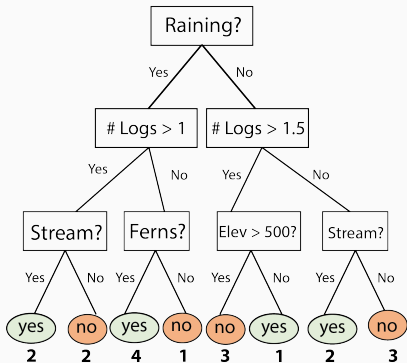 Raining?
Yes No
# Logs > 1 # Logs > 1.5
Yes No Yes No
Stream? Ferns? Elev > 500? Stream?
Yes No Yes No Yes No Yes No
yes no yes no no yes yes no
2 2 4 1 3 1 2 3